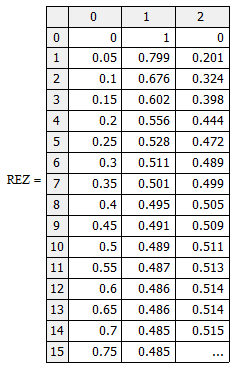 0 1 2
0 0 1 0
1 0.05 0.799 0.201
2 0.1 0.676 0.324
3 0.15 0.602 0.398
4 0.2 0.556 0.444
5 0.25 0.528 0.472
6 0.3 0.511 0.489
REZ = 7 0.35 0.501 0.499
8 0.4 0.495 0.505
9 0.45 0.491 0.509
10 0.5 0.489 0.511
11 0.55 0.487 0.513
12 0.6 0.486 0.514
13 0.65 0.486 0.514
14 0.7 0.485 0.515
15 0.75 0.485 ...